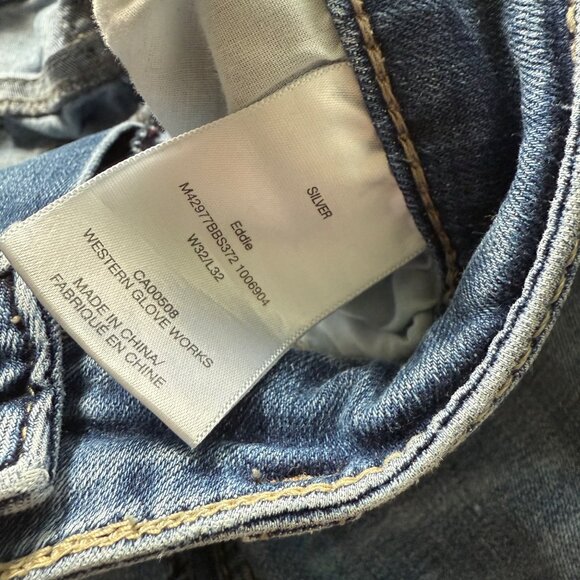 SILVER
Eddie
M42977BBS372 1006904
W32/L32
CA00508
WESTERN GLOVE WORKS
MADE IN CHINA/
FABRIQUÉ EN CHINE